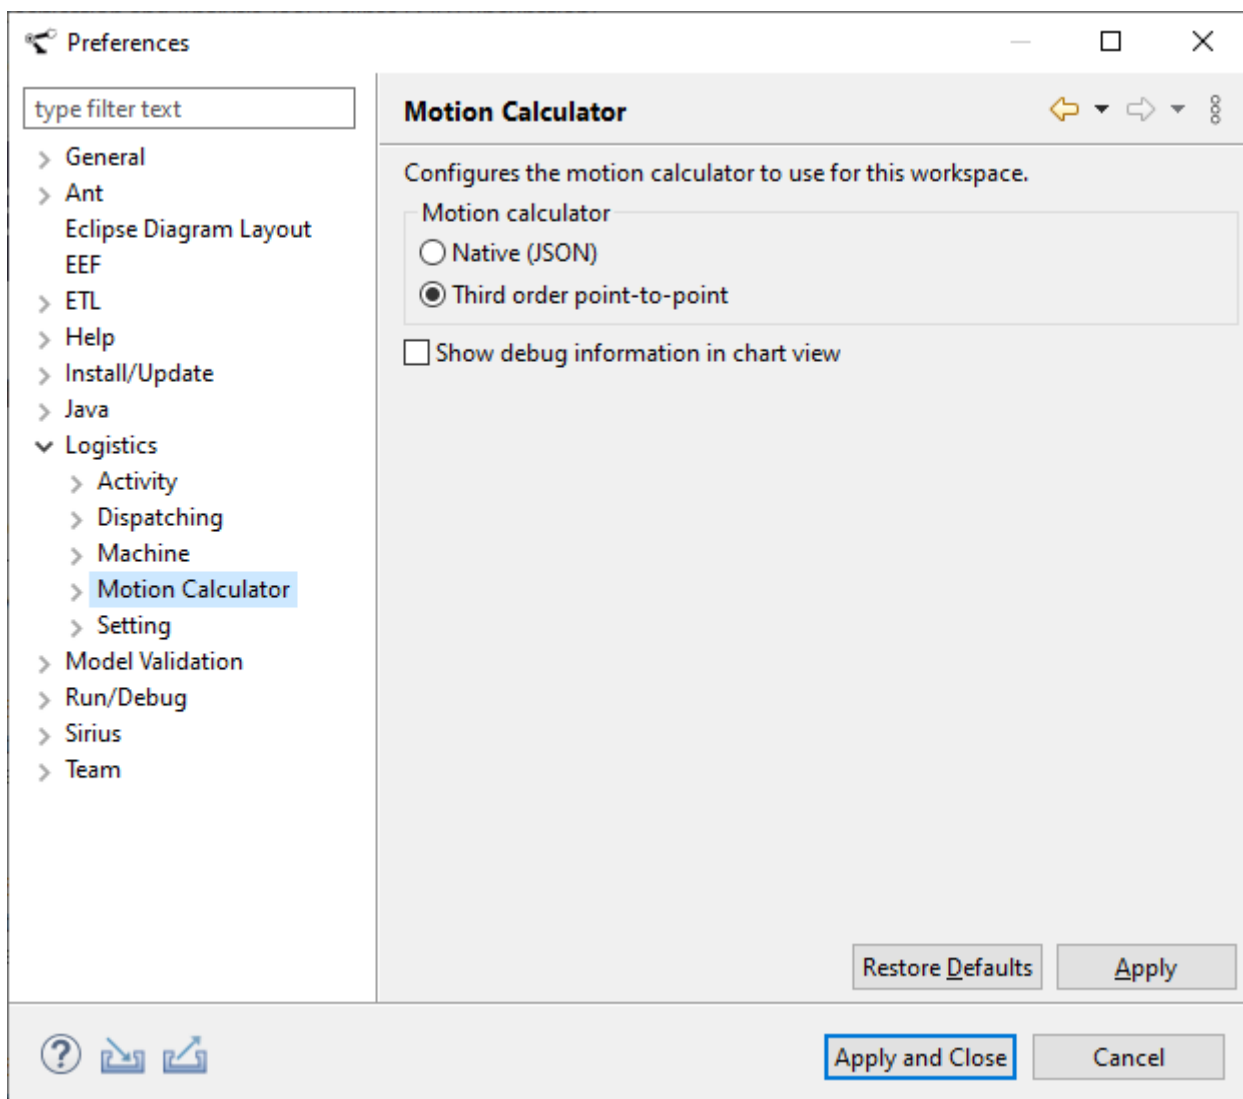 Preferences
type filter text
General
Ant
Eclipse Diagram Layout
EEF
ETL
Help
Install/Update
Java
Logistics
Activity
Dispatching
Machine
Motion Calculator
Setting
Model Validation
Run/Debug
Sirius
Team
Motion Calculator
Configures the motion calculator to use for this workspace.
Motion calculator
Native (JSON)
Third order point-to-point
Show debug information in chart view
Restore Defaults
Apply
Apply and Close
Cancel